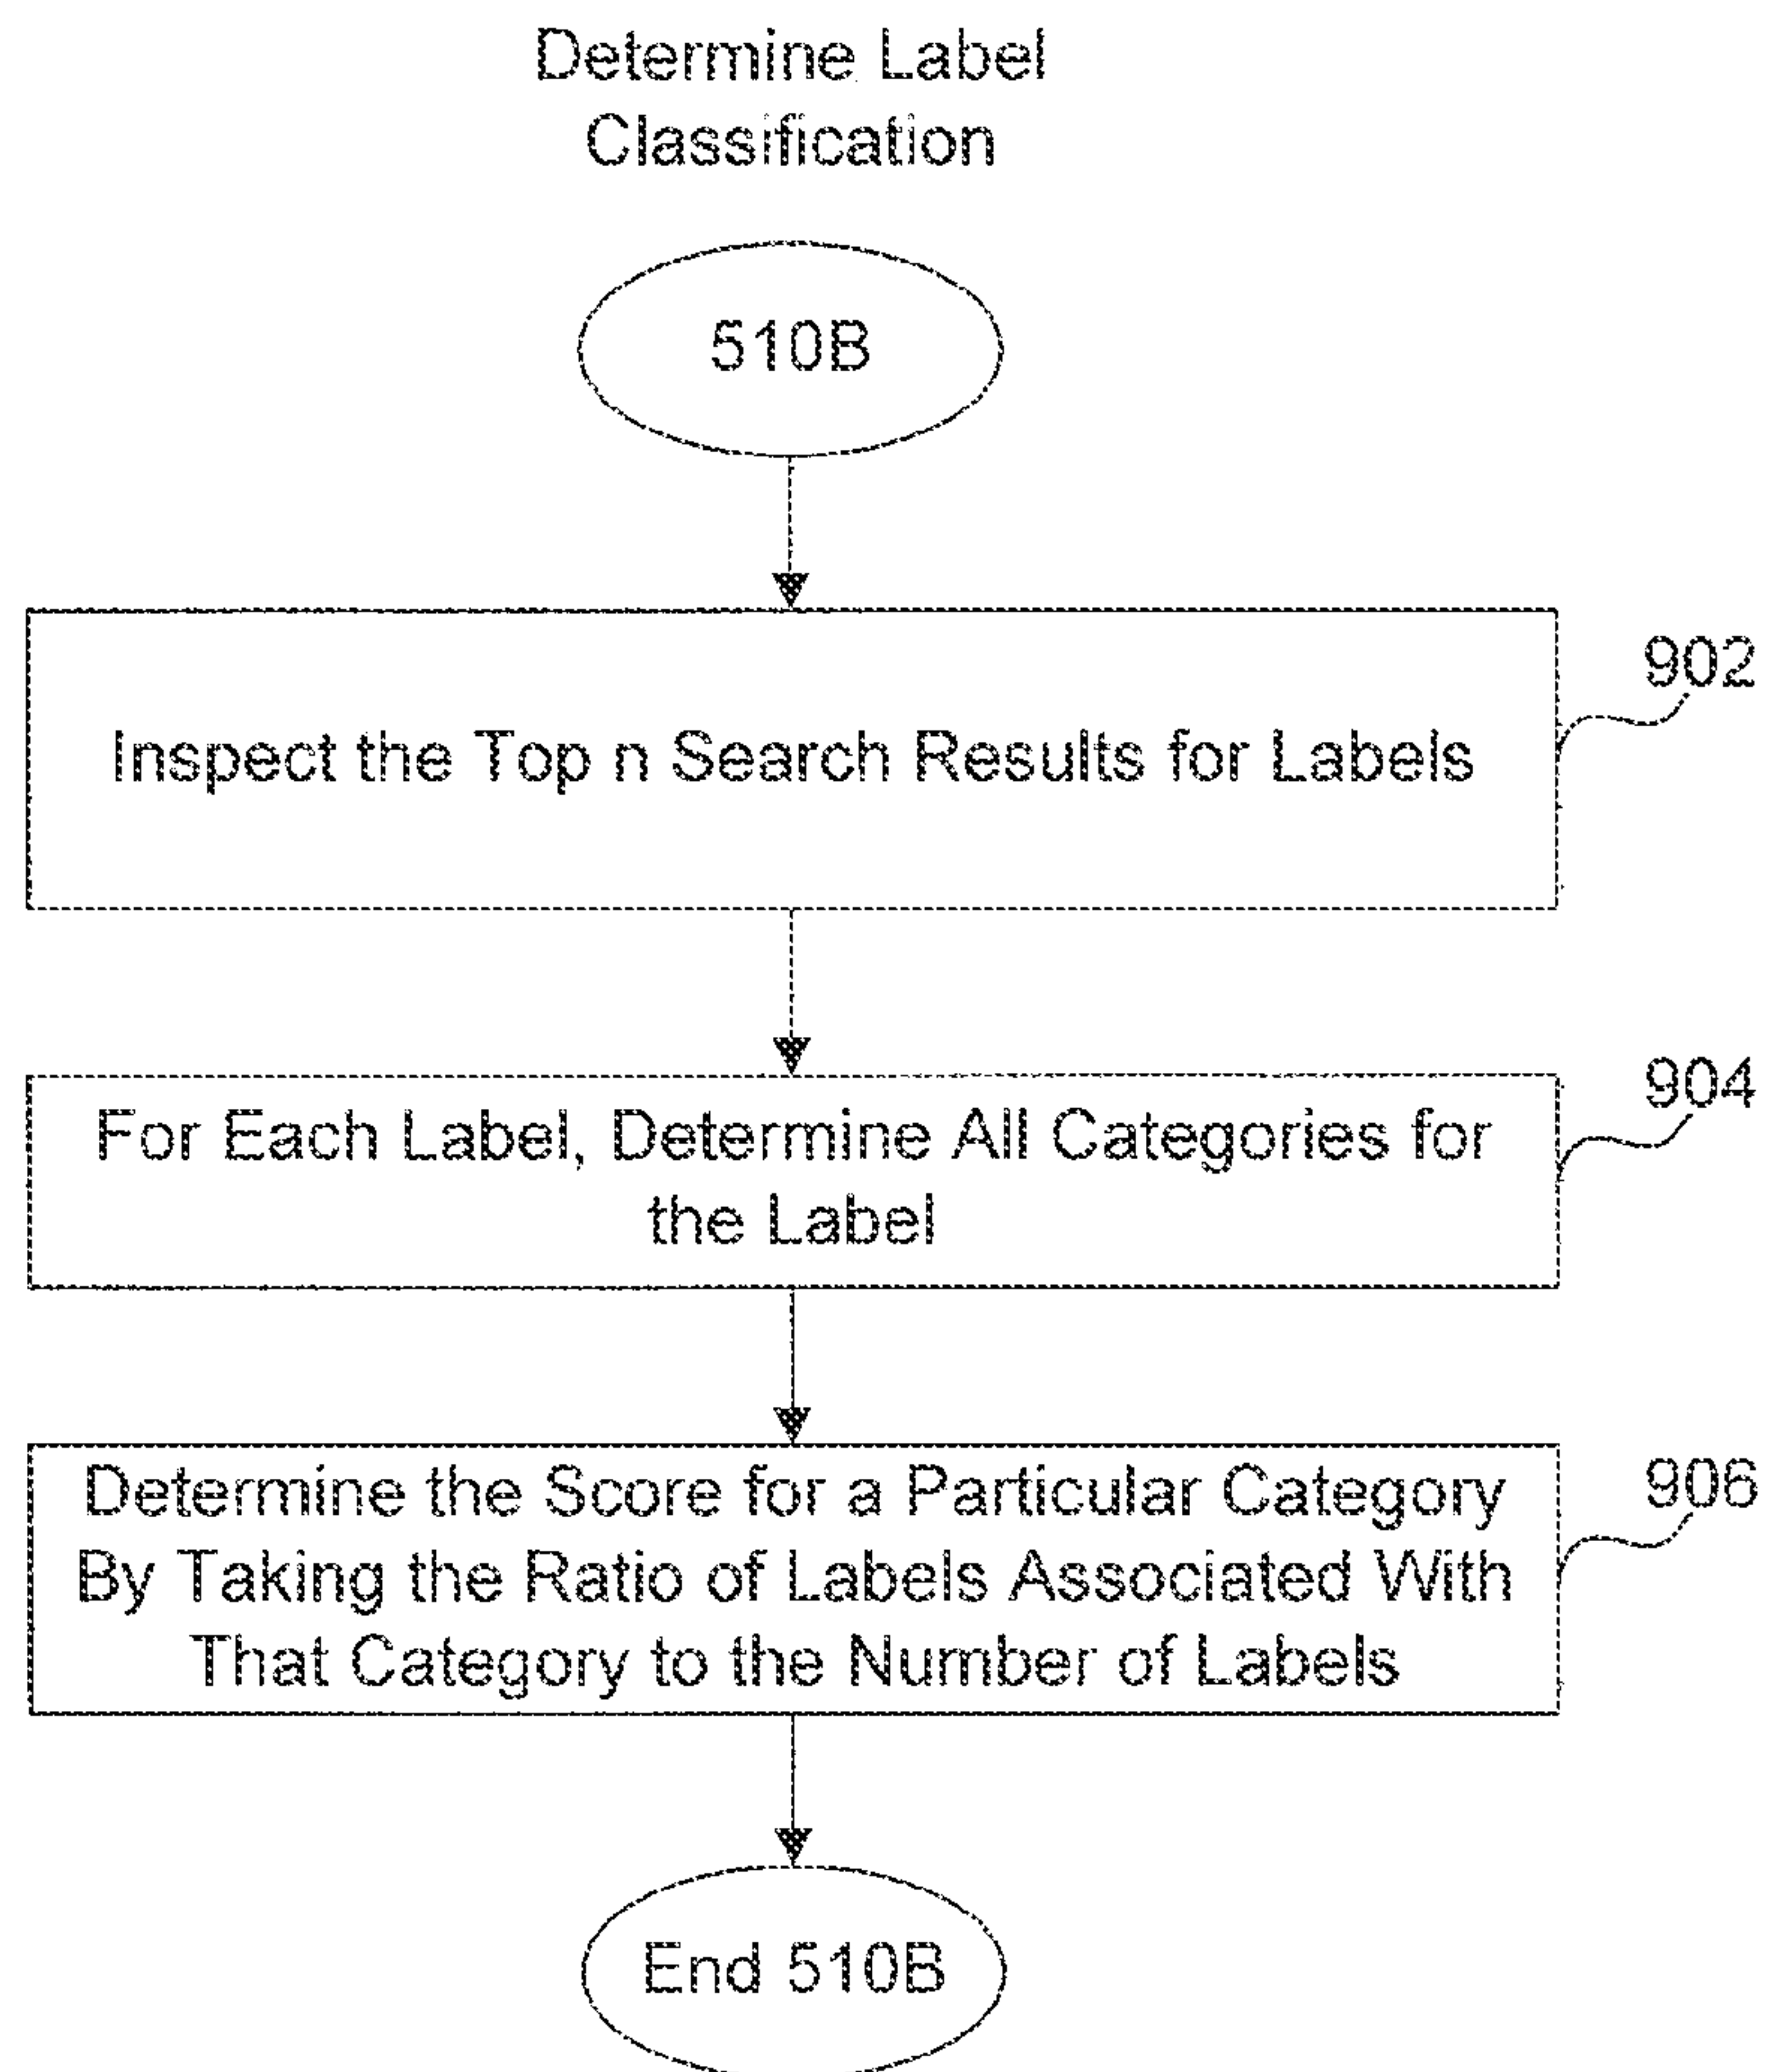 Determine Label
Classification
510B
902
Inspect the Top n Search Results for Labels
904
For Each Label, Determine All Categories for
the Label
906
Determine the Score for a Particular Category
By Taking the Ratio of Labels Associated With
That Category to the Number of Labels
End 510B